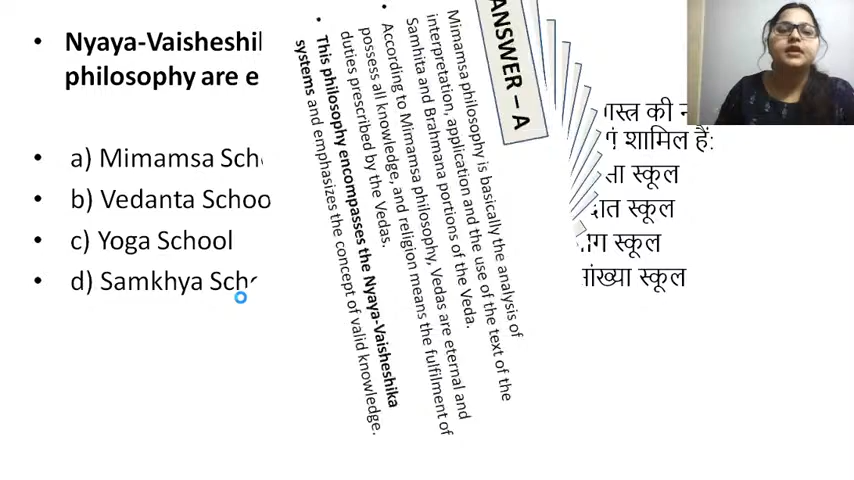 Nyaya-Vaisheshi
philosophy are e
a) Mimamsa Sch
b) Vedanta Schoo
c) Yoga School
d) Samkhya Sch
ANSWER – A
Mimamsa philosophy is basically the analysis of
interpretation, application and the use of the text of the
Samhita and Brahmana portions of the Veda.
According to Mimamsa philosophy, Vedas are eternal and
possess all knowledge, and religion means the fulfilment of
duties prescribed by the Vedas.
This philosophy encompasses the Nyaya-Vaisheshika
systems and emphasizes the concept of valid knowledge.
की
शामिल हैं:
स्कूल
स्कूल
स्कूल
स्कूल